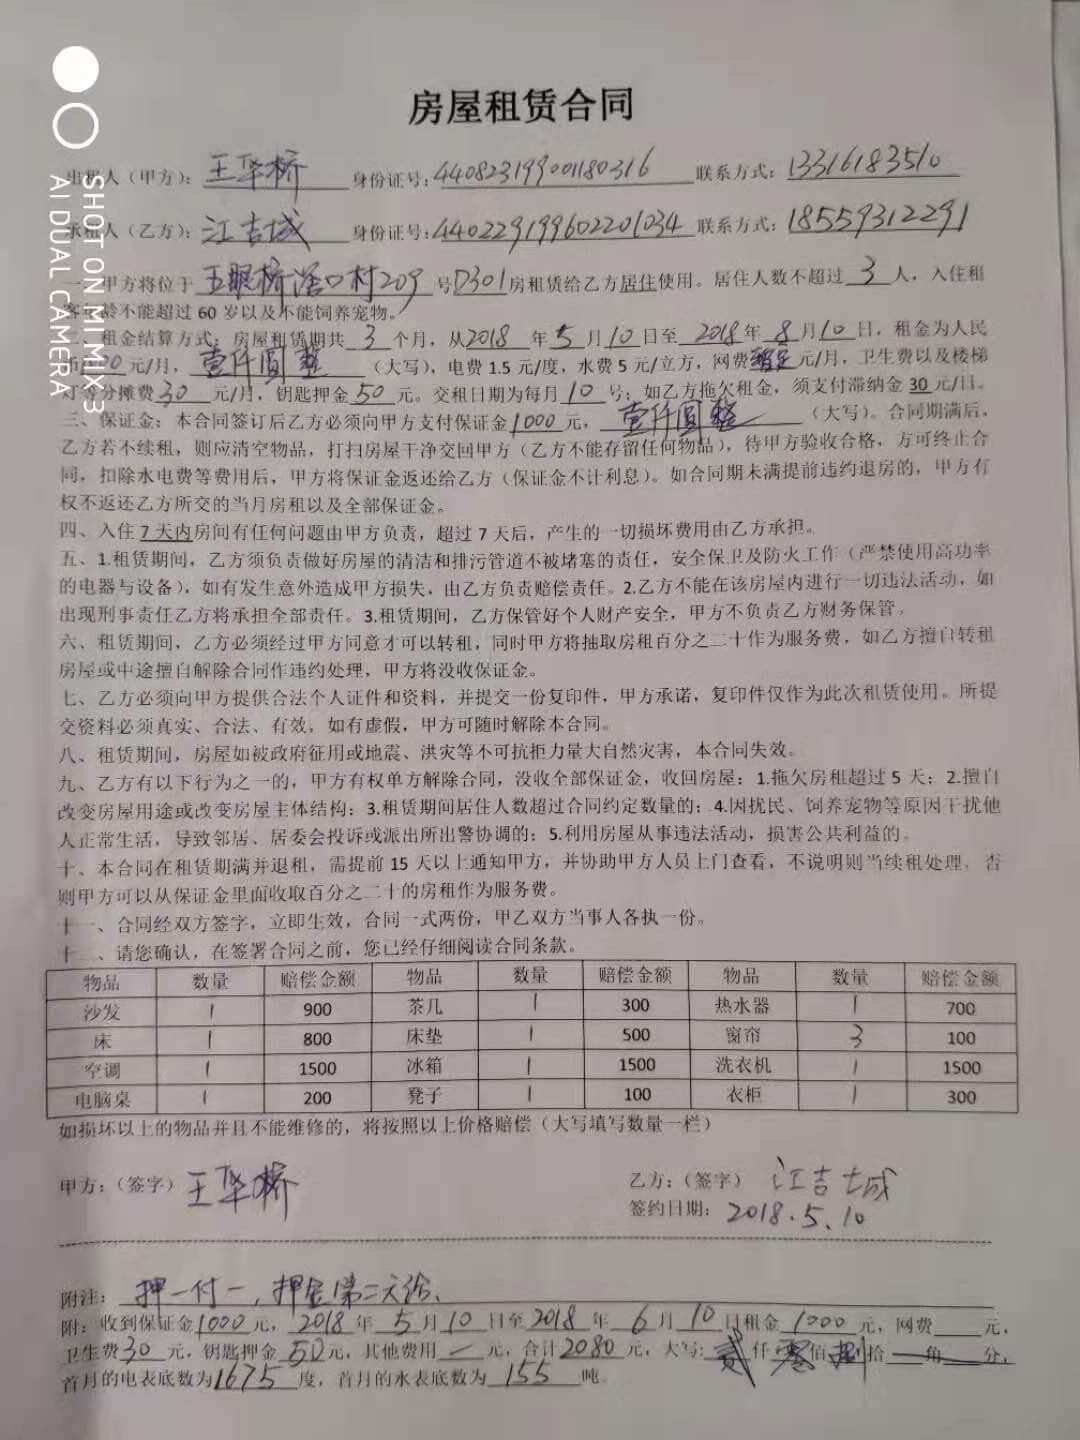 SHOT ON MI MIX3
AI DUAL CAMERA
房屋租赁合同
出租人（甲方）：王华桥 身份证号：440823199001180316 联系方式：13316183510
承租人（乙方）：江吉城 身份证号：440229199602201034 联系方式：18559312291
一、甲方将位于 五眼桥滘口村209 号D301房租赁给乙方居住使用。居住人数不超过 3 人，入住租
客年龄不能超过 60 岁以及不能饲养宠物。
二、租金结算方式：房屋租赁期共 3 个月，从2018 年 5 月 10 日至 2018 年 8 月 10 日，租金为人民
币1000 元/月，壹仟圆整（大写），电费 1.5 元/度，水费 5 元/立方，网费 元/月，卫生费以及楼梯
灯等分摊费30 元/月，钥匙押金 50 元。交租日期为每月 10 号；如乙方拖欠租金，须支付滞纳金 30 元/日。
三、保证金：本合同签订后乙方必须向甲方支付保证金1000 元，壹仟圆整（大写）。合同期满后，
乙方若不续租，则应清空物品，打扫房屋干净交回甲方（乙方不能存留任何物品），待甲方验收合格，方可终止合
同，扣除水电费等费用后，甲方将保证金返还给乙方（保证金不计利息）。如合同期未满提前违约退房的，甲方有
权不返还乙方所交的当月房租以及全部保证金。
四、入住 7 天内房间有任何问题由甲方负责，超过 7 天后，产生的一切损坏费用由乙方承担。
五、1.租赁期间，乙方须负责做好房屋的清洁和排污管道不被堵塞的责任，安全保卫及防火工作（严禁使用高功率
的电器与设备），如有发生意外造成甲方损失，由乙方负责赔偿责任。2.乙方不能在该房屋内进行一切违法活动，如
出现刑事责任乙方将承担全部责任。3.租赁期间，乙方保管好个人财产安全，甲方不负责乙方财务保管。
六、租赁期间，乙方必须经过甲方同意才可以转租，同时甲方将抽取房租百分之二十作为服务费，如乙方擅自转租
房屋或中途擅自解除合同作违约处理，甲方将没收保证金。
七、乙方必须向甲方提供合法个人证件和资料，并提交一份复印件，甲方承诺，复印件仅作为此次租赁使用。所提
交资料必须真实、合法、有效，如有虚假，甲方可随时解除本合同。
八、租赁期间，房屋如被政府征用或地震、洪灾等不可抗拒力量大自然灾害，本合同失效。
九、乙方有以下行为之一的，甲方有权单方解除合同，没收全部保证金，收回房屋：1.拖欠房租超过 5 天；2.擅自
改变房屋用途或改变房屋主体结构；3.租赁期间居住人数超过合同约定数量的；4.因扰民、饲养宠物等原因干扰他
人正常生活，导致邻居、居委会投诉或派出所出警协调的；5.利用房屋从事违法活动，损害公共利益的。
十、本合同在租赁期满并退租，需提前 15 天以上通知甲方，并协助甲方人员上门查看，不说明则当续租处理，否
则甲方可以从保证金里面收取百分之二十的房租作为服务费。
十一、合同经双方签字，立即生效，合同一式两份，甲乙双方当事人各执一份。
十二、请您确认，在签署合同之前，您已经仔细阅读合同条款。
物品 数量 赔偿金额 物品 数量 赔偿金额 物品 数量 赔偿金额
沙发 1 900 茶几 1 300 热水器 1 700
床 1 800 床垫 1 500 窗帘 3 100
空调 1 1500 冰箱 1 1500 洗衣机 1 1500
电脑桌 1 200 凳子 1 100 衣柜 1 300
如损坏以上的物品并且不能维修的，将按照以上价格赔偿（大写填写数量一栏）
甲方：（签字）王华桥 乙方：（签字）江吉城
签约日期：2018.5.10
附注：押一付一，押金第二天给、
附：收到保证金1000 元，2018 年 5 月 10 日至2018 年 6 月 10 日租金 1000 元，网费 元，
卫生费30 元，钥匙押金 50 元，其他费用 — 元，合计2080 元，大写：贰 仟 零 佰 捌 拾 — 角 — 分，
首月的电表底数为1675 度，首月的水表底数为 155 吨。